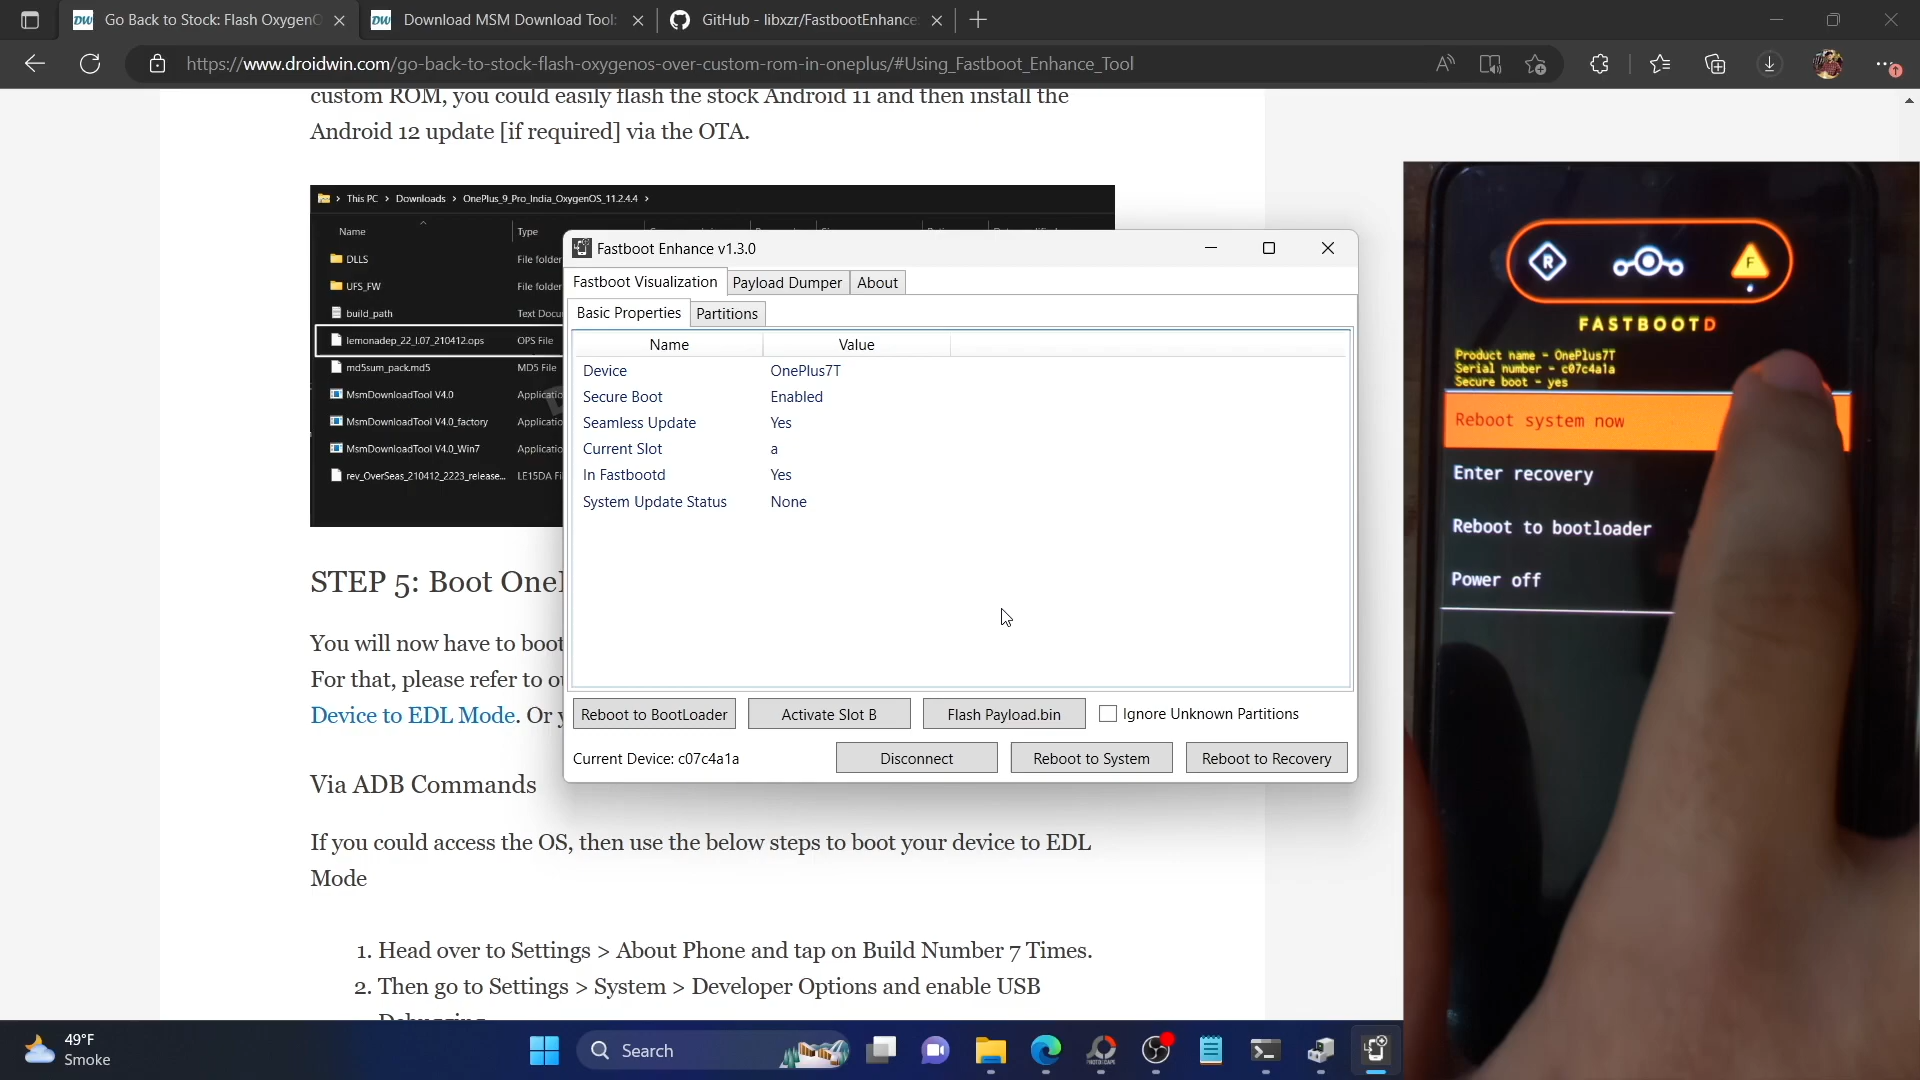 Go Back to Stock: Flash Oxygen
Download MSM Download Tool:
GitHub - libxzr/FastbootEnhance:
https://www.droidwin.com/go-back-to-stock-flash-oxygenos-over-custom-rom-in-oneplus/#Using_Fastboot_Enhance_Tool
custom ROM, you could easily flash the stock Android 11 and then install the
Android 12 update [if required] via the OTA.
This PC > Downloads > OnePlus_9_Pro_India_OxygenOS_11.2.4.4 >
Name Type
DLLS File folder
UFS_FW File folder
build_path Text Docu
lemonadep_22_I.07_210412.ops OPS File
md5sum_pack.md5 MD5 File
MsmDownloadTool V4.0 Applicatio
MsmDownloadTool V4.0_factory Applicatio
MsmDownloadTool V4.0_Win7 Applicatio
rev_OverSeas_210412_2223_release... LE15DA Fi
Fastboot Enhance v1.3.0
Fastboot Visualization Payload Dumper About
Basic Properties Partitions
Name Value
Device OnePlus7T
Secure Boot Enabled
Seamless Update Yes
Current Slot a
In Fastbootd Yes
System Update Status None
Reboot to BootLoader Activate Slot B Flash Payload.bin Ignore Unknown Partitions
Current Device: c07c4a1a Disconnect Reboot to System Reboot to Recovery
STEP 5: Boot One
You will now have to boot
For that, please refer to o
Device to EDL Mode. Or y
Via ADB Commands
If you could access the OS, then use the below steps to boot your device to EDL
Mode
1. Head over to Settings > About Phone and tap on Build Number 7 Times.
2. Then go to Settings > System > Developer Options and enable USB
R F
FASTBOOTD
Product name - OnePlus7T
Serial number - c07c4a1a
Secure boot - yes
Reboot system now
Enter recovery
Reboot to bootloader
Power off
49°F
Smoke
Search